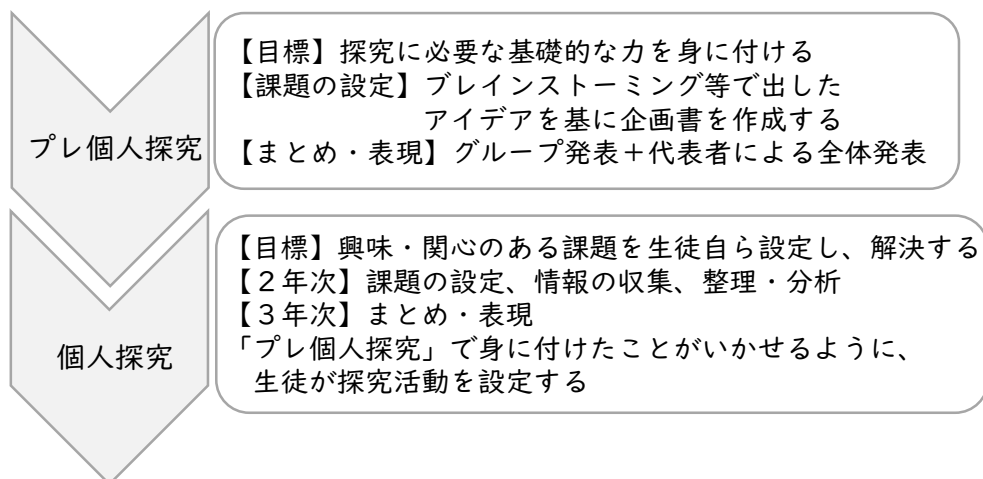 プレ個人探究
【目標】探究に必要な基礎的な力を身に付ける
【課題の設定】ブレインストーミング等で出した
アイデアを基に企画書を作成する
【まとめ・表現】グループ発表＋代表者による全体発表
個人探究
【目標】興味・関心のある課題を生徒自ら設定し、解決する
【２年次】課題の設定、情報の収集、整理・分析
【３年次】まとめ・表現
「プレ個人探究」で身に付けたことがいかせるように、
生徒が探究活動を設定する